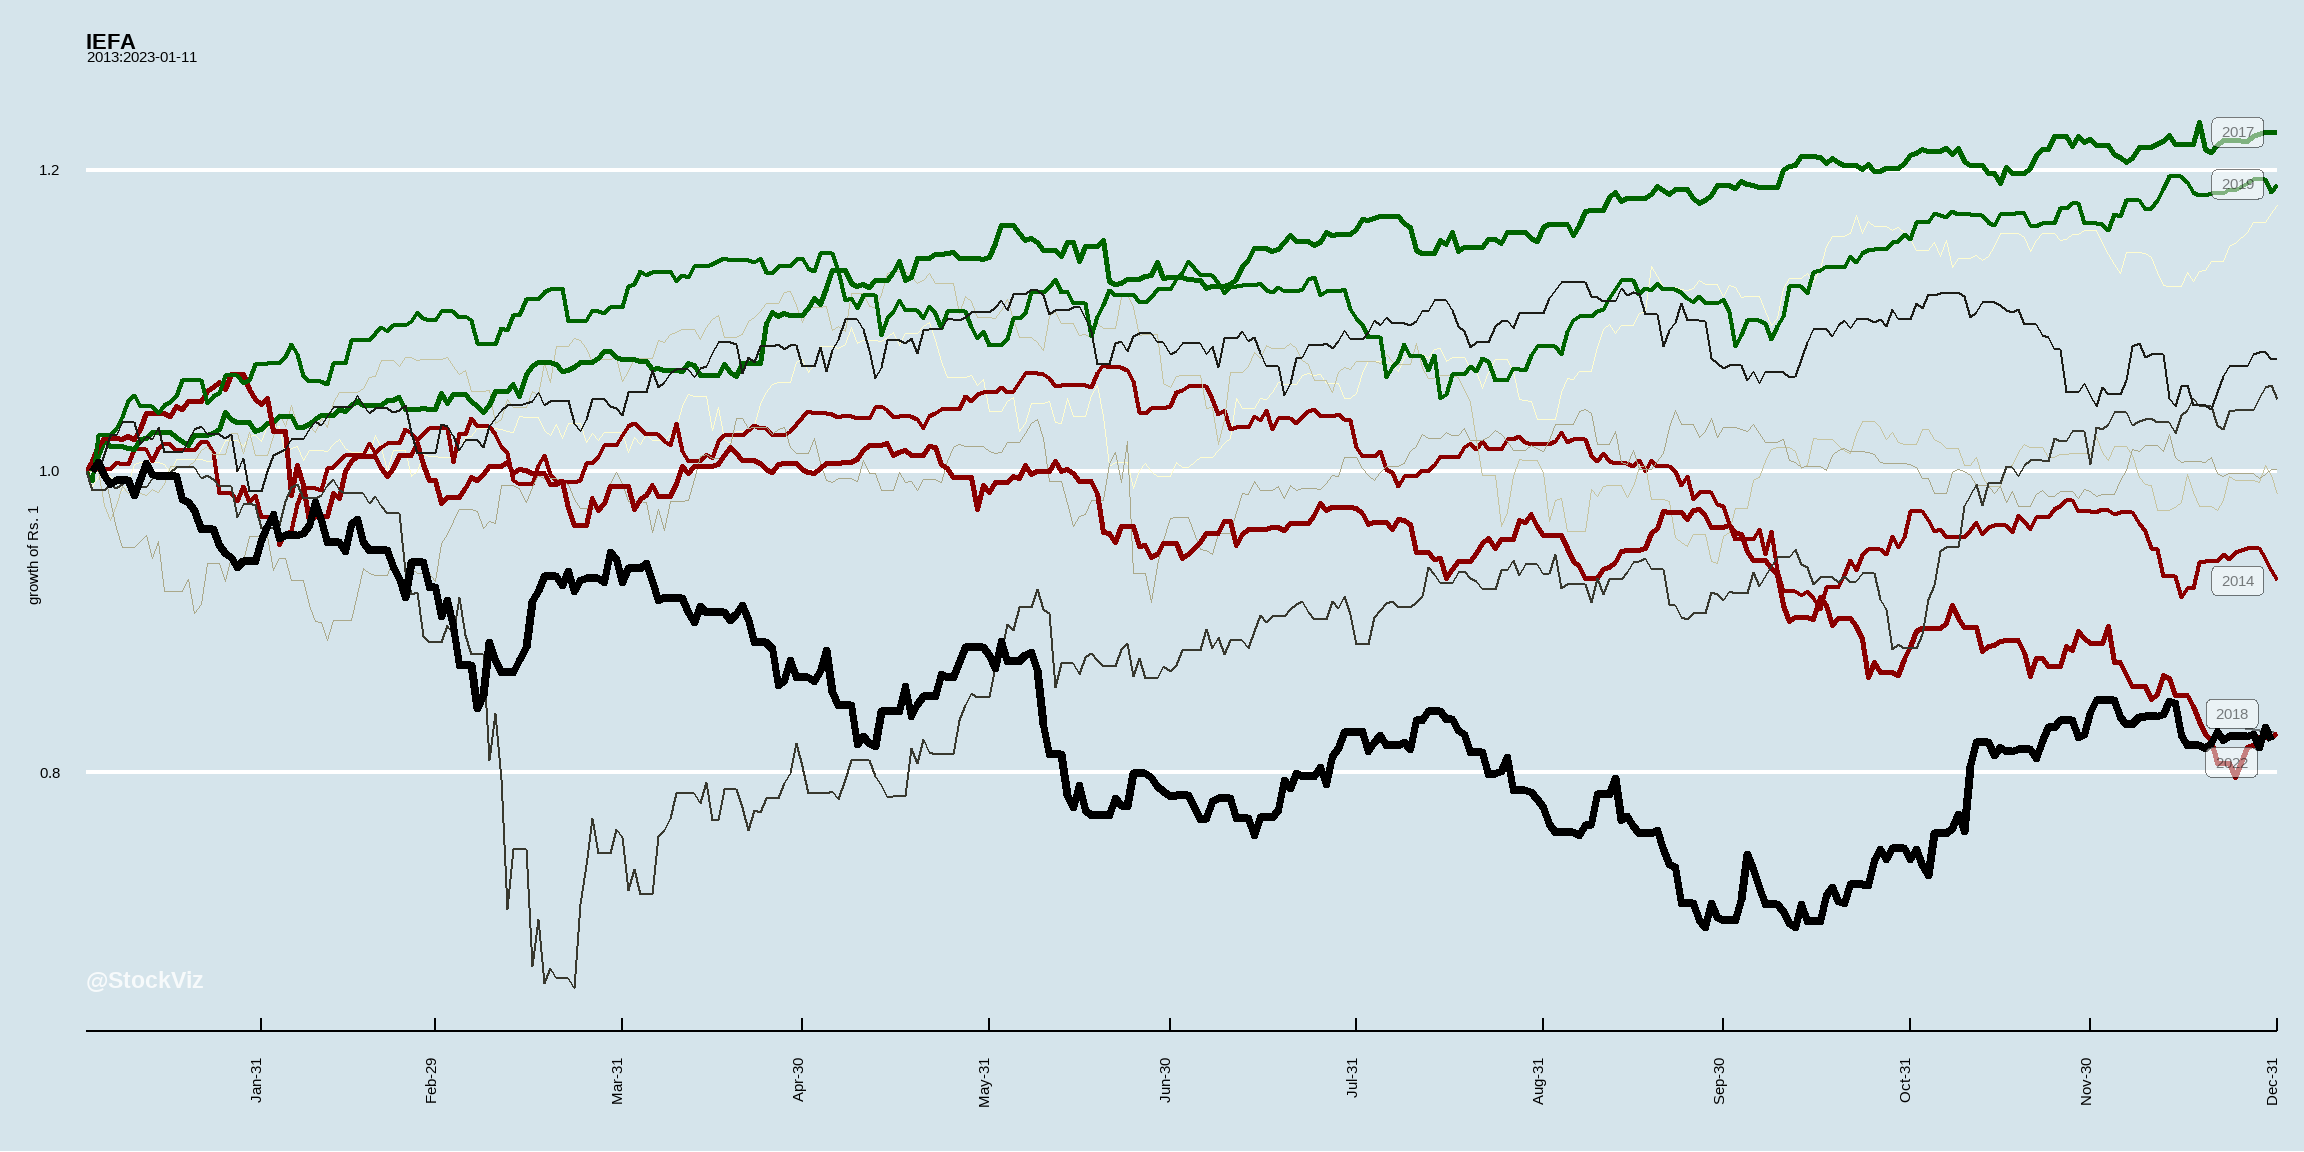 IEFA
2013:2023-01-11
growth of Rs. 1
1.2
1.0
0.8
2017
2019
2014
2018
2022
@StockViz
Jan-31
Feb-29
Mar-31
Apr-30
May-31
Jun-30
Jul-31
Aug-31
Sep-30
Oct-31
Nov-30
Dec-31